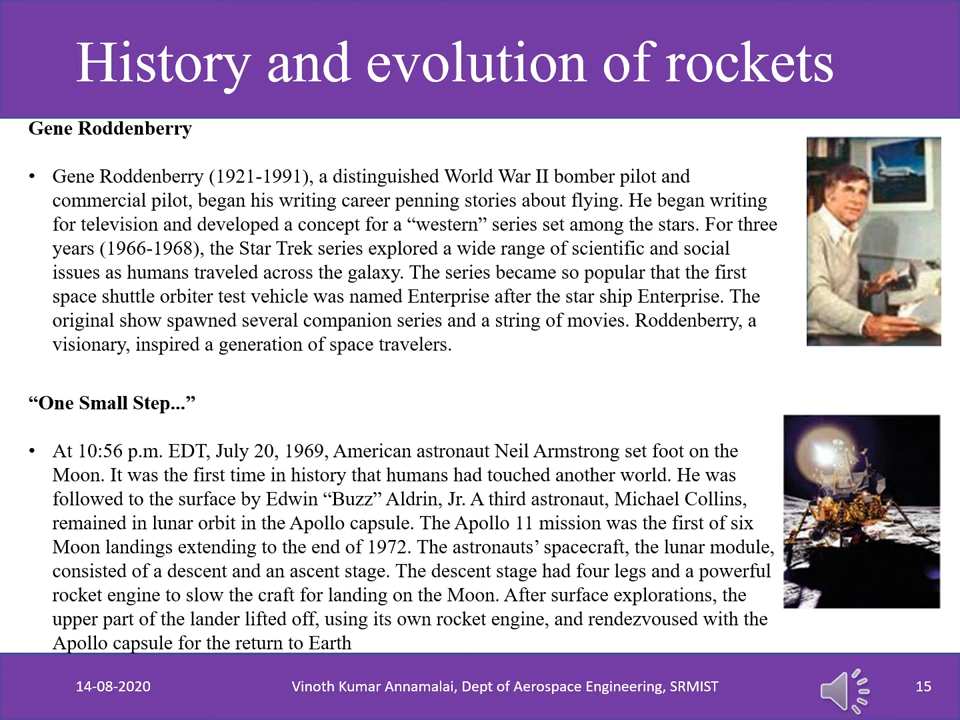 History and evolution of rockets
Gene Roddenberry
• Gene Roddenberry (1921-1991), a distinguished World War II bomber pilot and
commercial pilot, began his writing career penning stories about flying. He began writing
for television and developed a concept for a “western” series set among the stars. For three
years (1966-1968), the Star Trek series explored a wide range of scientific and social
issues as humans traveled across the galaxy. The series became so popular that the first
space shuttle orbiter test vehicle was named Enterprise after the star ship Enterprise. The
original show spawned several companion series and a string of movies. Roddenberry, a
visionary, inspired a generation of space travelers.
“One Small Step...”
• At 10:56 p.m. EDT, July 20, 1969, American astronaut Neil Armstrong set foot on the
Moon. It was the first time in history that humans had touched another world. He was
followed to the surface by Edwin “Buzz” Aldrin, Jr. A third astronaut, Michael Collins,
remained in lunar orbit in the Apollo capsule. The Apollo 11 mission was the first of six
Moon landings extending to the end of 1972. The astronauts’ spacecraft, the lunar module,
consisted of a descent and an ascent stage. The descent stage had four legs and a powerful
rocket engine to slow the craft for landing on the Moon. After surface explorations, the
upper part of the lander lifted off, using its own rocket engine, and rendezvoused with the
Apollo capsule for the return to Earth
14-08-2020
Vinoth Kumar Annamalai, Dept of Aerospace Engineering, SRMIST
15